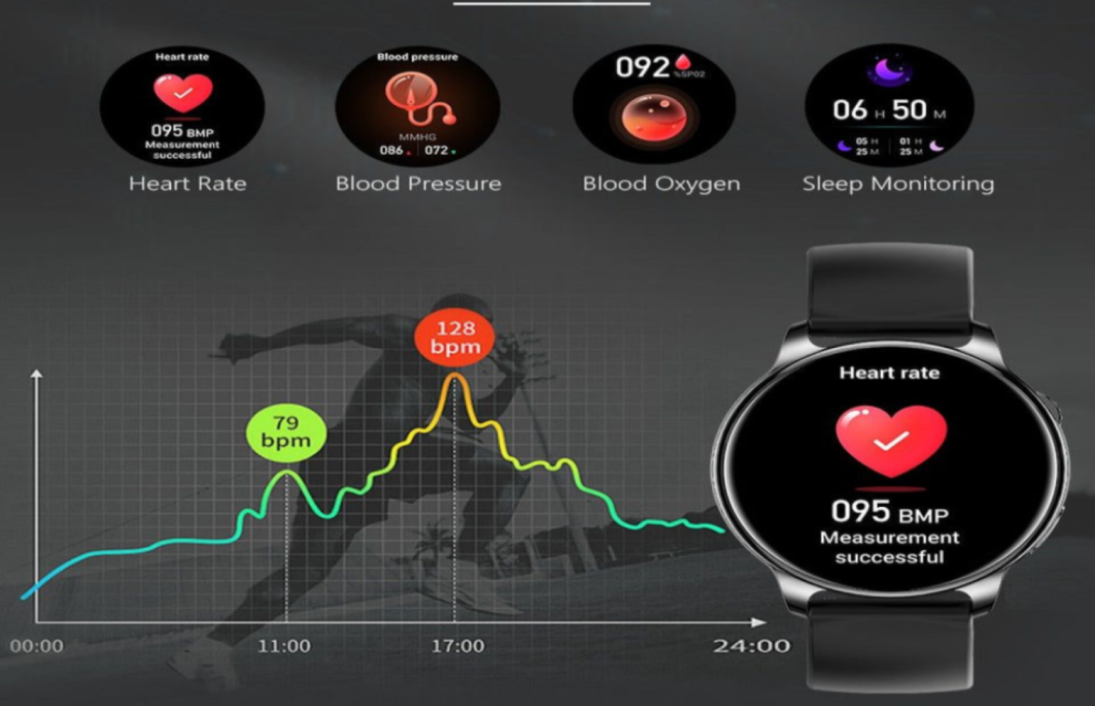 Heart rate
095 BMP
Measurement
successful
Heart Rate
Blood pressure
MMHG
086 072
Blood Pressure
092 %SPO2
Blood Oxygen
06 H 50 M
05 H 01 H
25 M 25 M
Sleep Monitoring
128
bpm
79
bpm
00:00 11:00 17:00 24:00
Heart rate
095 BMP
Measurement
successful